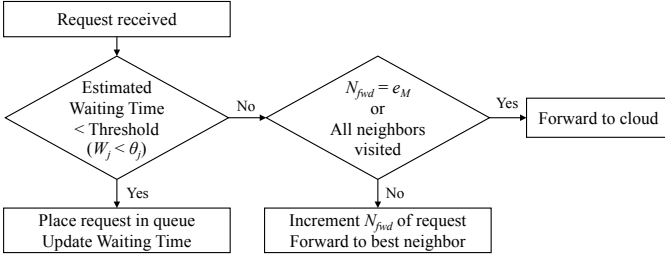 Request received
Estimated
Waiting Time
< Threshold
(Wj < θj)
No
Nfwd = eM
or
All neighbors
visited
Yes
Forward to cloud
Yes
No
Place request in queue
Update Waiting Time
Increment Nfwd of request
Forward to best neighbor